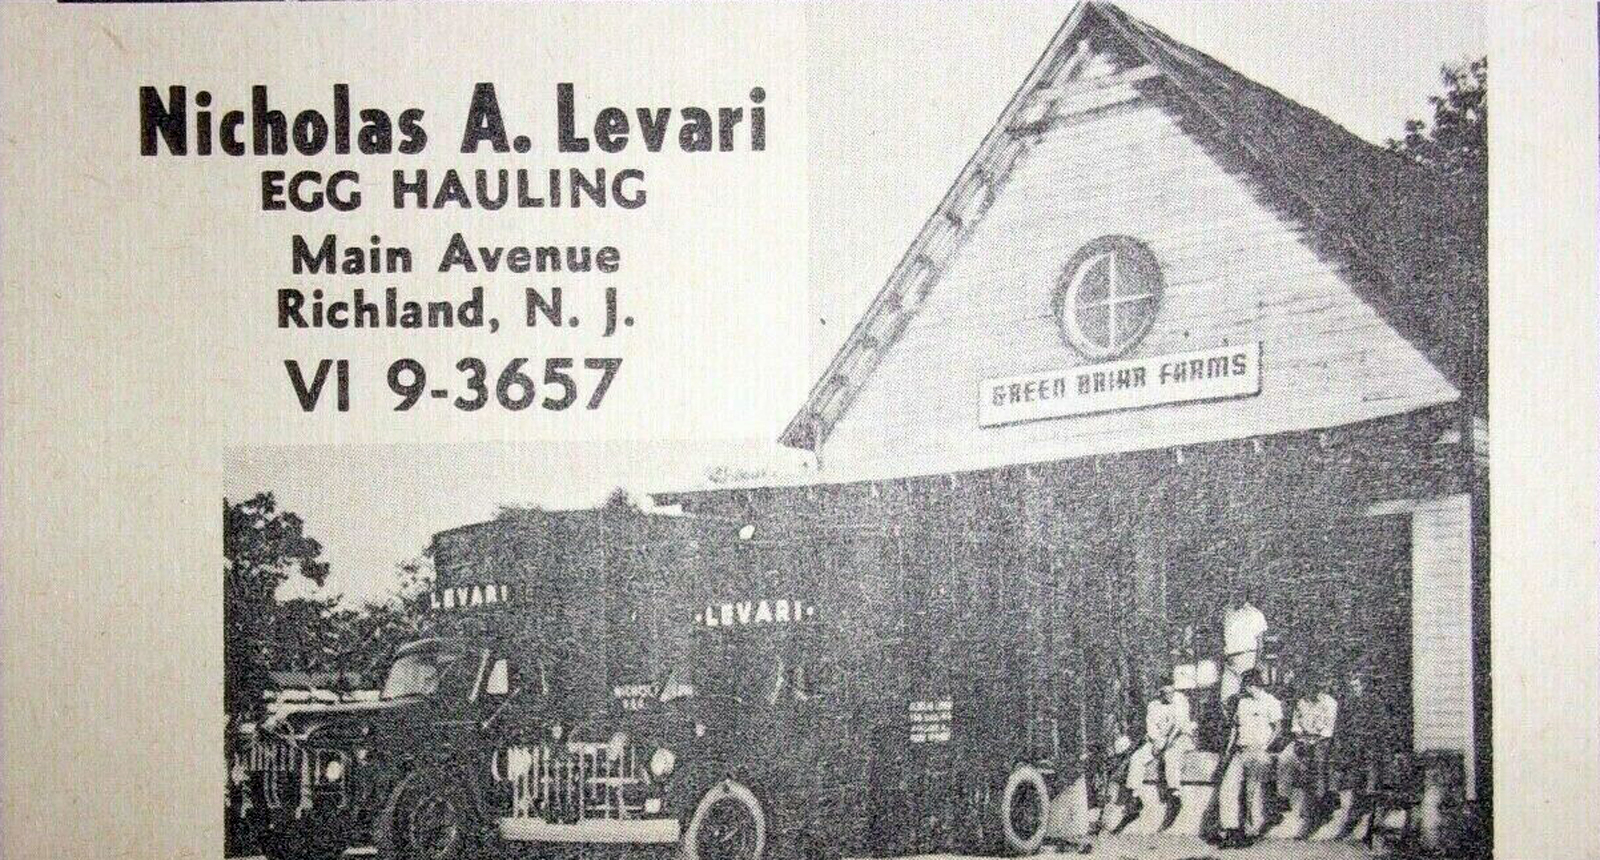 Nicholas A. Levari
EGG HAULING
Main Avenue
Richland, N. J.
VI 9-3657
GREEN BRIAR FARMS
LEVARI
·LEVARI·